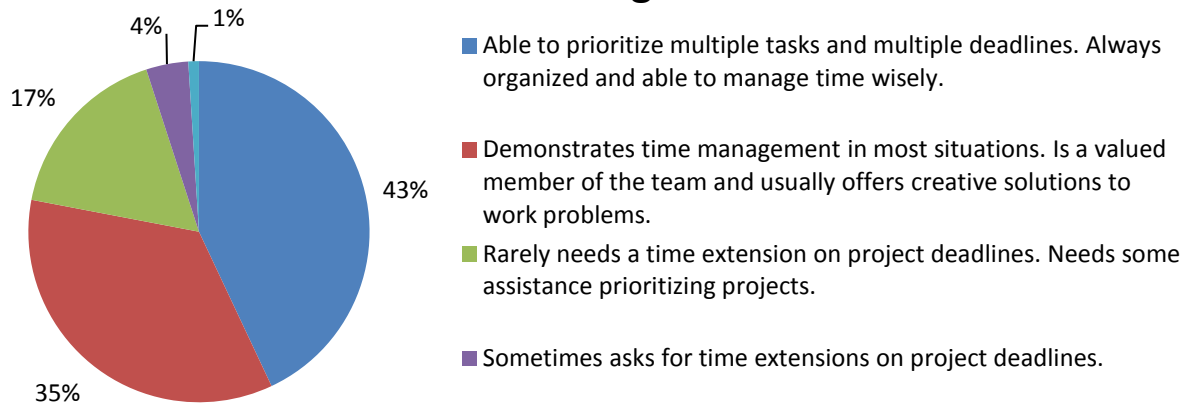 4%
1%
17%
43%
35%
Able to prioritize multiple tasks and multiple deadlines. Always
organized and able to manage time wisely.
Demonstrates time management in most situations. Is a valued
member of the team and usually offers creative solutions to
work problems.
Rarely needs a time extension on project deadlines. Needs some
assistance prioritizing projects.
Sometimes asks for time extensions on project deadlines.